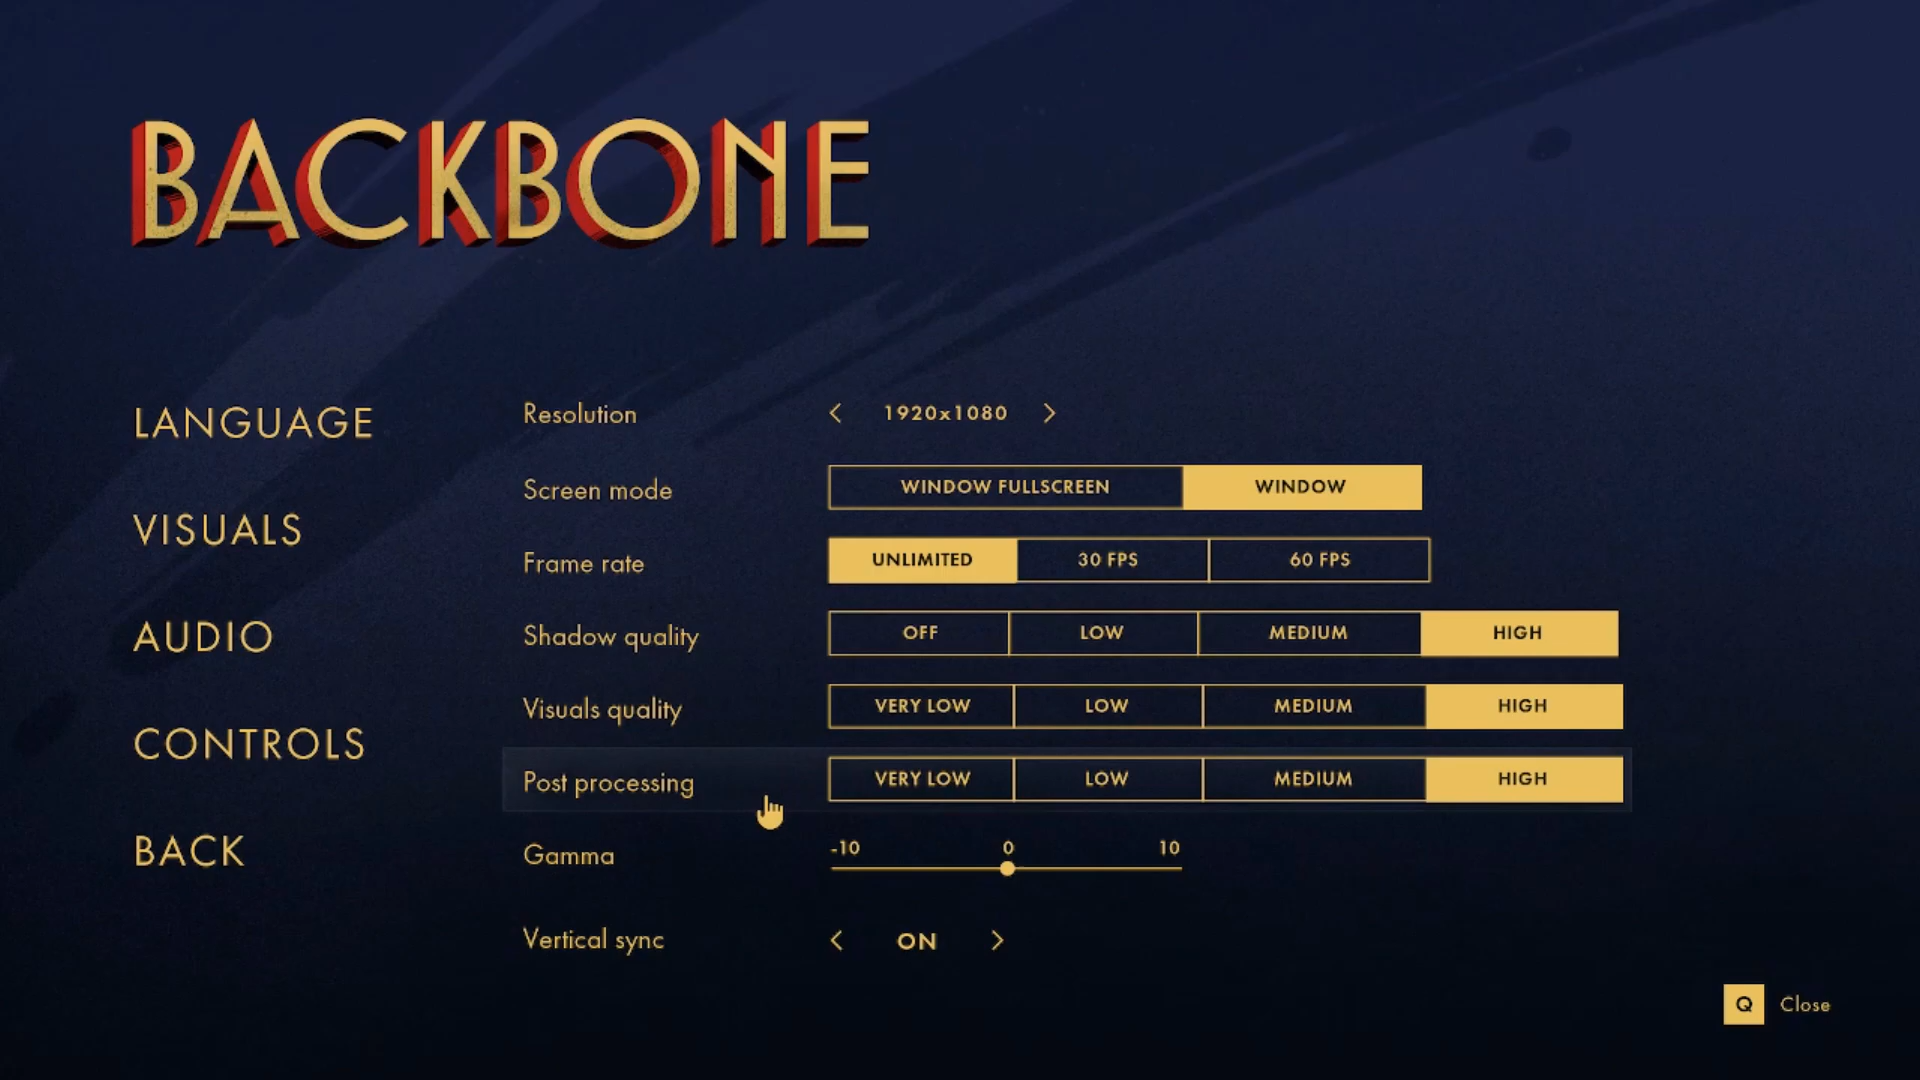 BACKBONE
LANGUAGE
VISUALS
AUDIO
CONTROLS
BACK
Resolution 1920x1080
Screen mode WINDOW FULLSCREEN WINDOW
Frame rate UNLIMITED 30 FPS 60 FPS
Shadow quality OFF LOW MEDIUM HIGH
Visuals quality VERY LOW LOW MEDIUM HIGH
Post processing VERY LOW LOW MEDIUM HIGH
Gamma -10 0 10
Vertical sync ON
Q Close